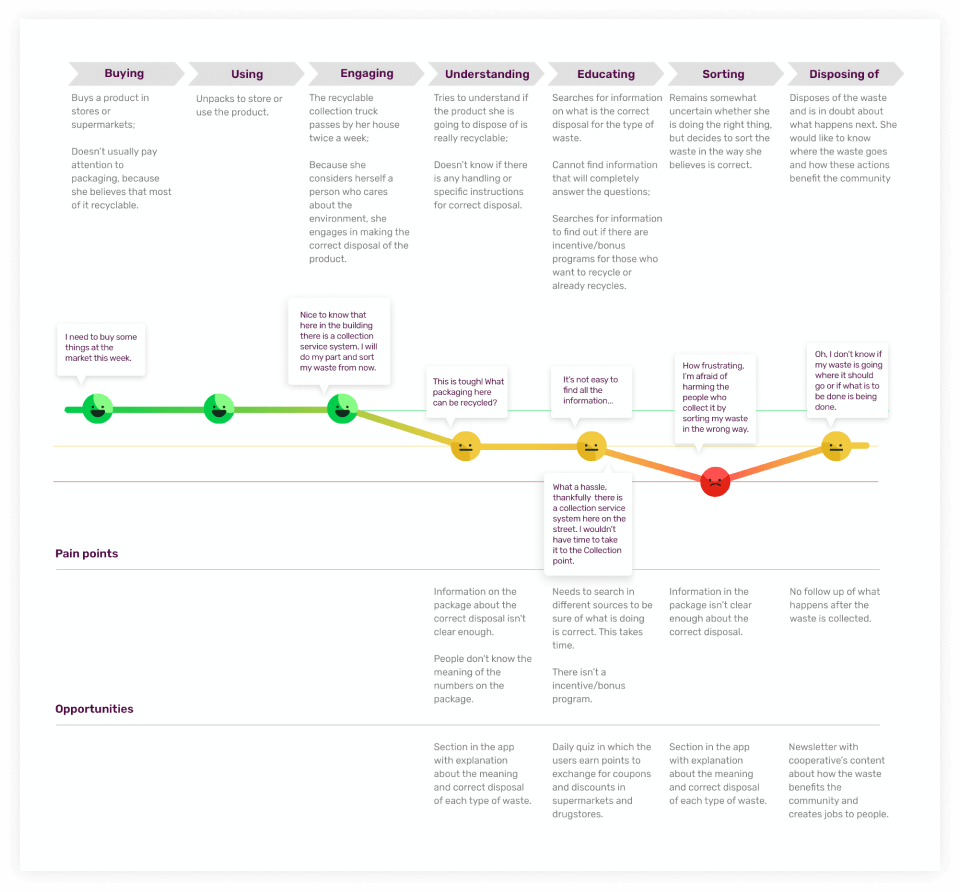 Buying
Using
Engaging
Understanding
Educating
Sorting
Disposing of
Buys a product in
stores or
supermarkets;
Doesn't usually pay
attention to
packaging, because
she believes that most
of it recyclable.
Unpacks to store or
use the product.
The recyclable
collection truck
passes by her house
twice a week;
Because she
considers herself a
person who cares
about the
environment, she
engages in making the
correct disposal of the
product.
Tries to understand if
the product she is
going to dispose of is
really recyclable;
Doesn't know if there
is any handling or
specific instructions
for correct disposal.
Searches for information
on what is the correct
disposal for the type of
waste.
Cannot find information
that will completely
answer the questions;
Searches for information
to find out if there are
incentive/bonus
programs for those who
want to recycle or
already recycles.
Remains somewhat
uncertain whether she
is doing the right thing,
but decides to sort the
waste in the way she
believes is correct.
Disposes of the waste
and is in doubt about
what happens next. She
would like to know
where the waste goes
and how these actions
benefit the community
I need to buy some
things at the
market this week.
Nice to know that
here in the building
there is a collection
service system. I will
do my part and sort
my waste from now.
This is tough! What
packaging here
can be recycled?
It's not easy to
find all the
information...
What a hassle,
thankfully there is
a collection service
system here on the
street. I wouldn't
have time to take
it to the Collection
point.
How frustrating,
I'm afraid of
harming the
people who
collect it by
sorting my waste
in the wrong way.
Oh, I don't know if
my waste is going
where it should
go or if what is to
be done is being
done.
Pain points
Information on the
package about the
correct disposal isn't
clear enough.
People don't know the
meaning of the
numbers on the
package.
Needs to search in
different sources to be
sure of what is doing
is correct. This takes
time.
There isn't a
incentive/bonus
program.
Information in the
package isn't clear
enough about the
correct disposal.
No follow up of what
happens after the
waste is collected.
Opportunities
Section in the app
with explanation
about the meaning
and correct disposal
of each type of waste.
Daily quiz in which the
users earn points to
exchange for coupons
and discounts in
supermarkets and
drugstores.
Section in the app
with explanation
about the meaning
and correct disposal
of each type of waste.
Newsletter with
cooperative's content
about how the waste
benefits the
community and
creates jobs to people.